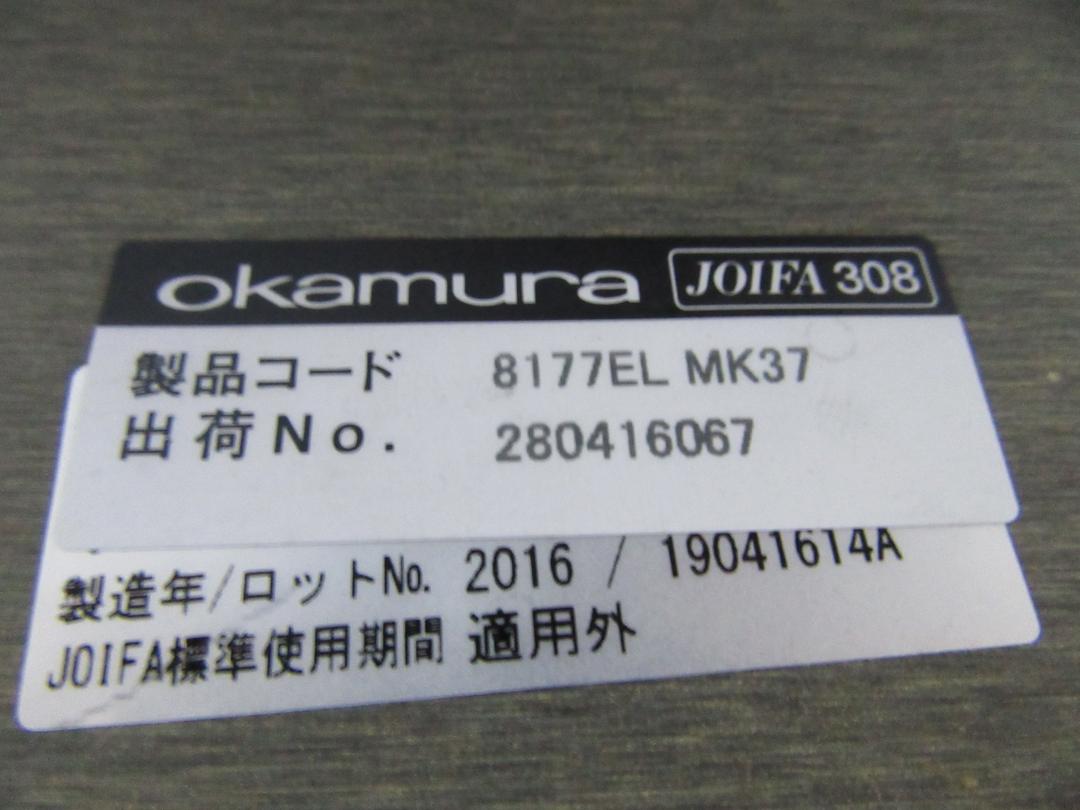 okamura JOIFA 308
製品コード 8177EL MK37
出荷No. 280416067
製造年/ロットNo. 2016 / 19041614A
JOIFA標準使用期間 適用外